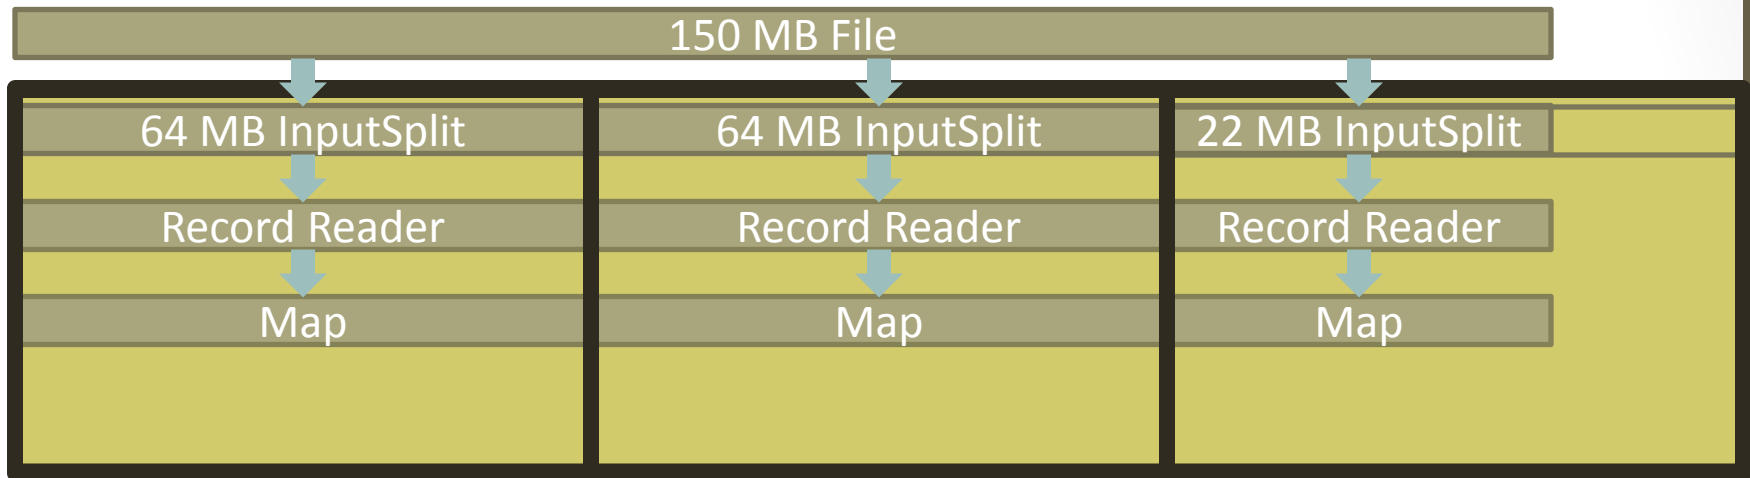 150 MB File
64 MB InputSplit
64 MB InputSplit
22 MB InputSplit
Record Reader
Record Reader
Record Reader
Map
Map
Map